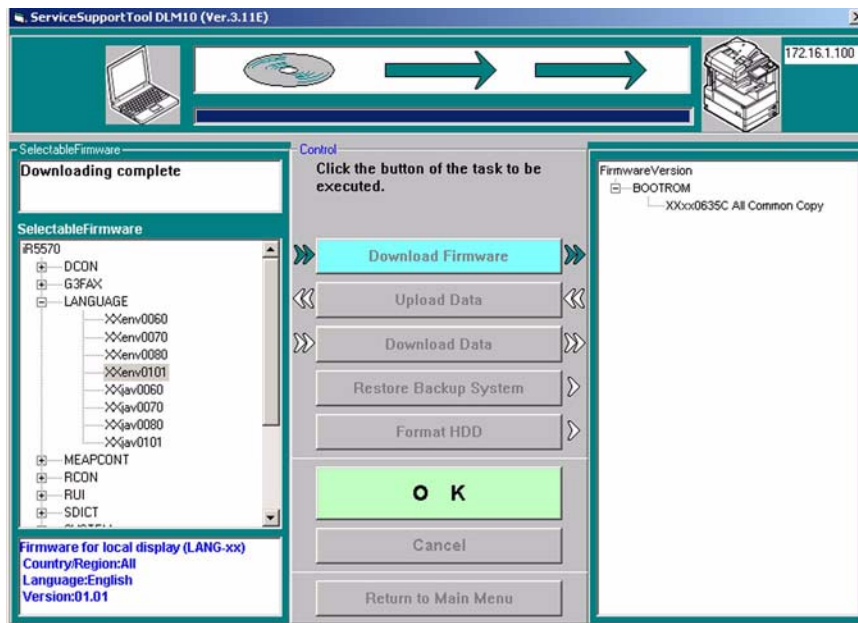 ServiceSupportTool DLM10 (Ver.3.11E)
172.16.1.100
SelectableFirmware
Downloading complete
SelectableFirmware
iR5570
DCON
G3FAX
LANGUAGE
XXenv0060
XXenv0070
XXenv0080
XXenv0101
XXjav0060
XXjav0070
XXjav0080
XXjav0101
MEAPCONT
RCON
RUI
SDICT
Firmware for local display (LANG-xx)
Country/Region:All
Language:English
Version:01.01
Control
Click the button of the task to be
executed.
Download Firmware
Upload Data
Download Data
Restore Backup System
Format HDD
O K
Cancel
Return to Main Menu
FirmwareVersion
BOOTROM
XXxx0635C All Common Copy